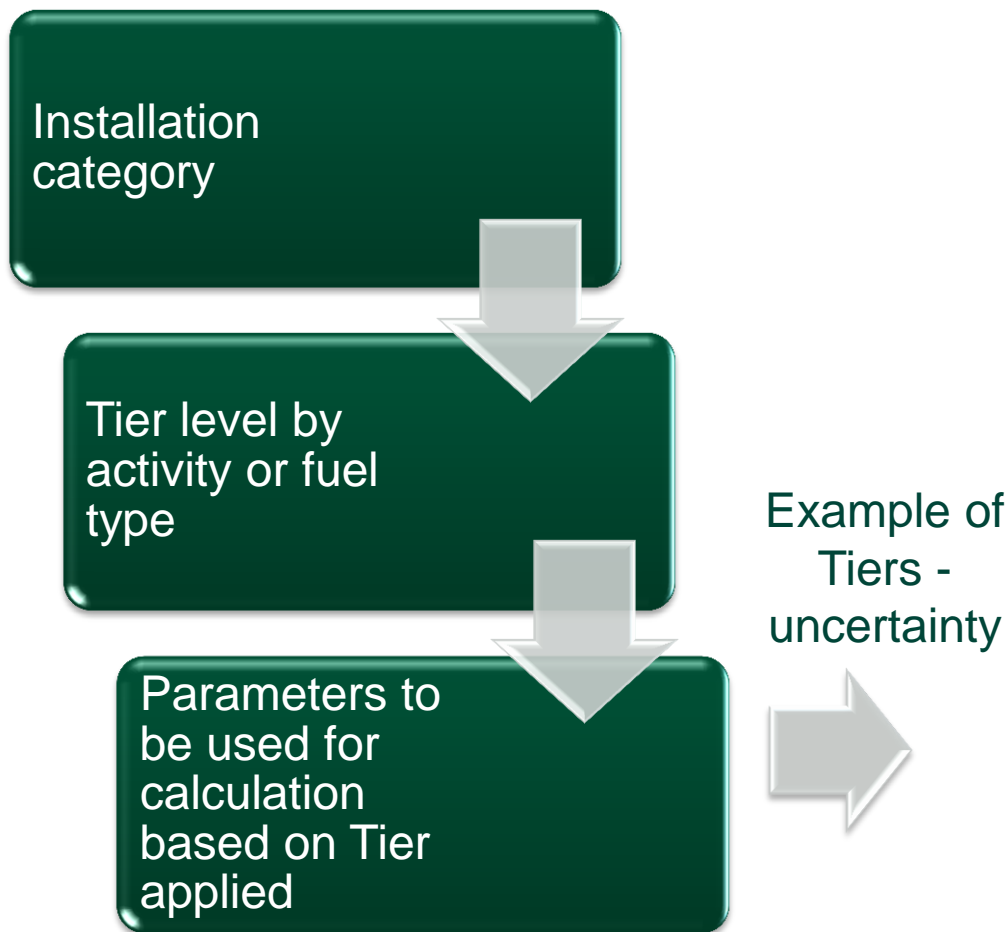 Installation
category
Tier level by
activity or fuel
type
Example of
Tiers -
uncertainty
Parameters to
be used for
calculation
based on Tier
applied